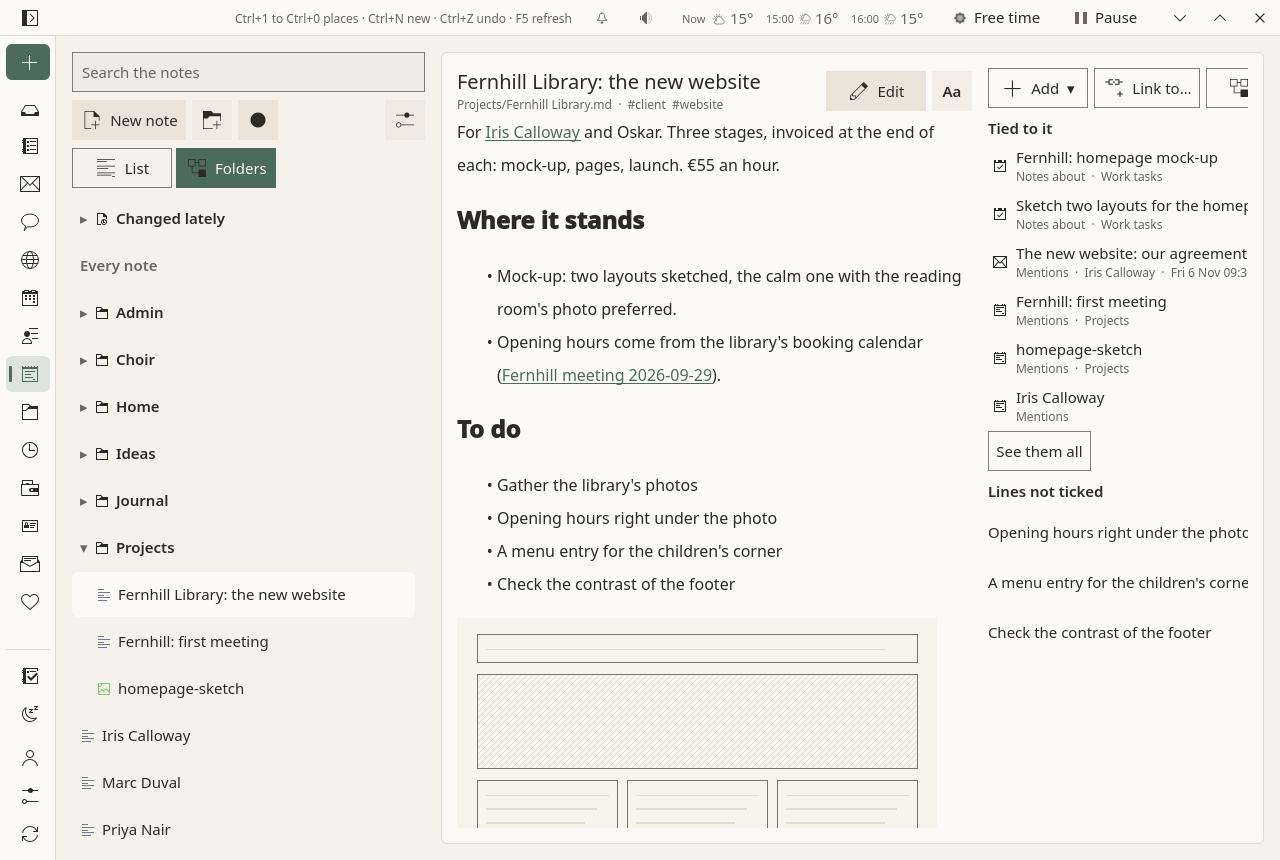 Ctrl+1 to Ctrl+0 places · Ctrl+N new · Ctrl+Z undo · F5 refresh
Now 15° 15:00 16° 16:00 15°
Free time
Pause
Search the notes
New note
List
Folders
Changed lately
Every note
Admin
Choir
Home
Ideas
Journal
Projects
Fernhill Library: the new website
Fernhill: first meeting
homepage-sketch
Iris Calloway
Marc Duval
Priya Nair
Fernhill Library: the new website
Projects/Fernhill Library.md · #client #website
Edit
Aa
For Iris Calloway and Oskar. Three stages, invoiced at the end of
each: mock-up, pages, launch. €55 an hour.
Where it stands
• Mock-up: two layouts sketched, the calm one with the reading
room's photo preferred.
• Opening hours come from the library's booking calendar
(Fernhill meeting 2026-09-29).
To do
• Gather the library's photos
• Opening hours right under the photo
• A menu entry for the children's corner
• Check the contrast of the footer
Add
Link to...
Tied to it
Fernhill: homepage mock-up
Notes about · Work tasks
Sketch two layouts for the homep
Notes about · Work tasks
The new website: our agreement
Mentions · Iris Calloway · Fri 6 Nov 09:3
Fernhill: first meeting
Mentions · Projects
homepage-sketch
Mentions · Projects
Iris Calloway
Mentions
See them all
Lines not ticked
Opening hours right under the photo
A menu entry for the children's corne
Check the contrast of the footer